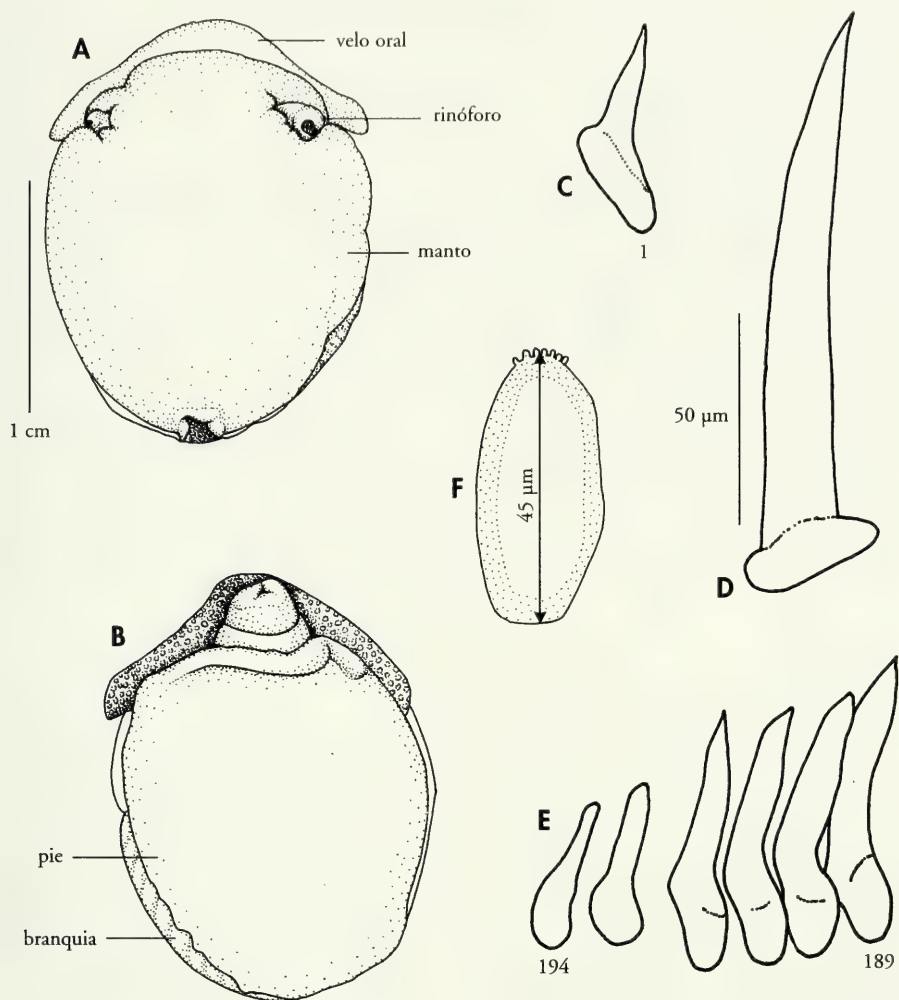 A
velo oral
rinóforo
manto
1 cm
B
pie
branquia
C
1
50 μm
D
F
45 μm
E
194
189